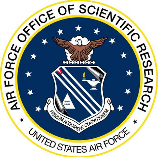 AIR FORCE OFFICE OF SCIENTIFIC RESEARCH
UNITED STATES AIR FORCE